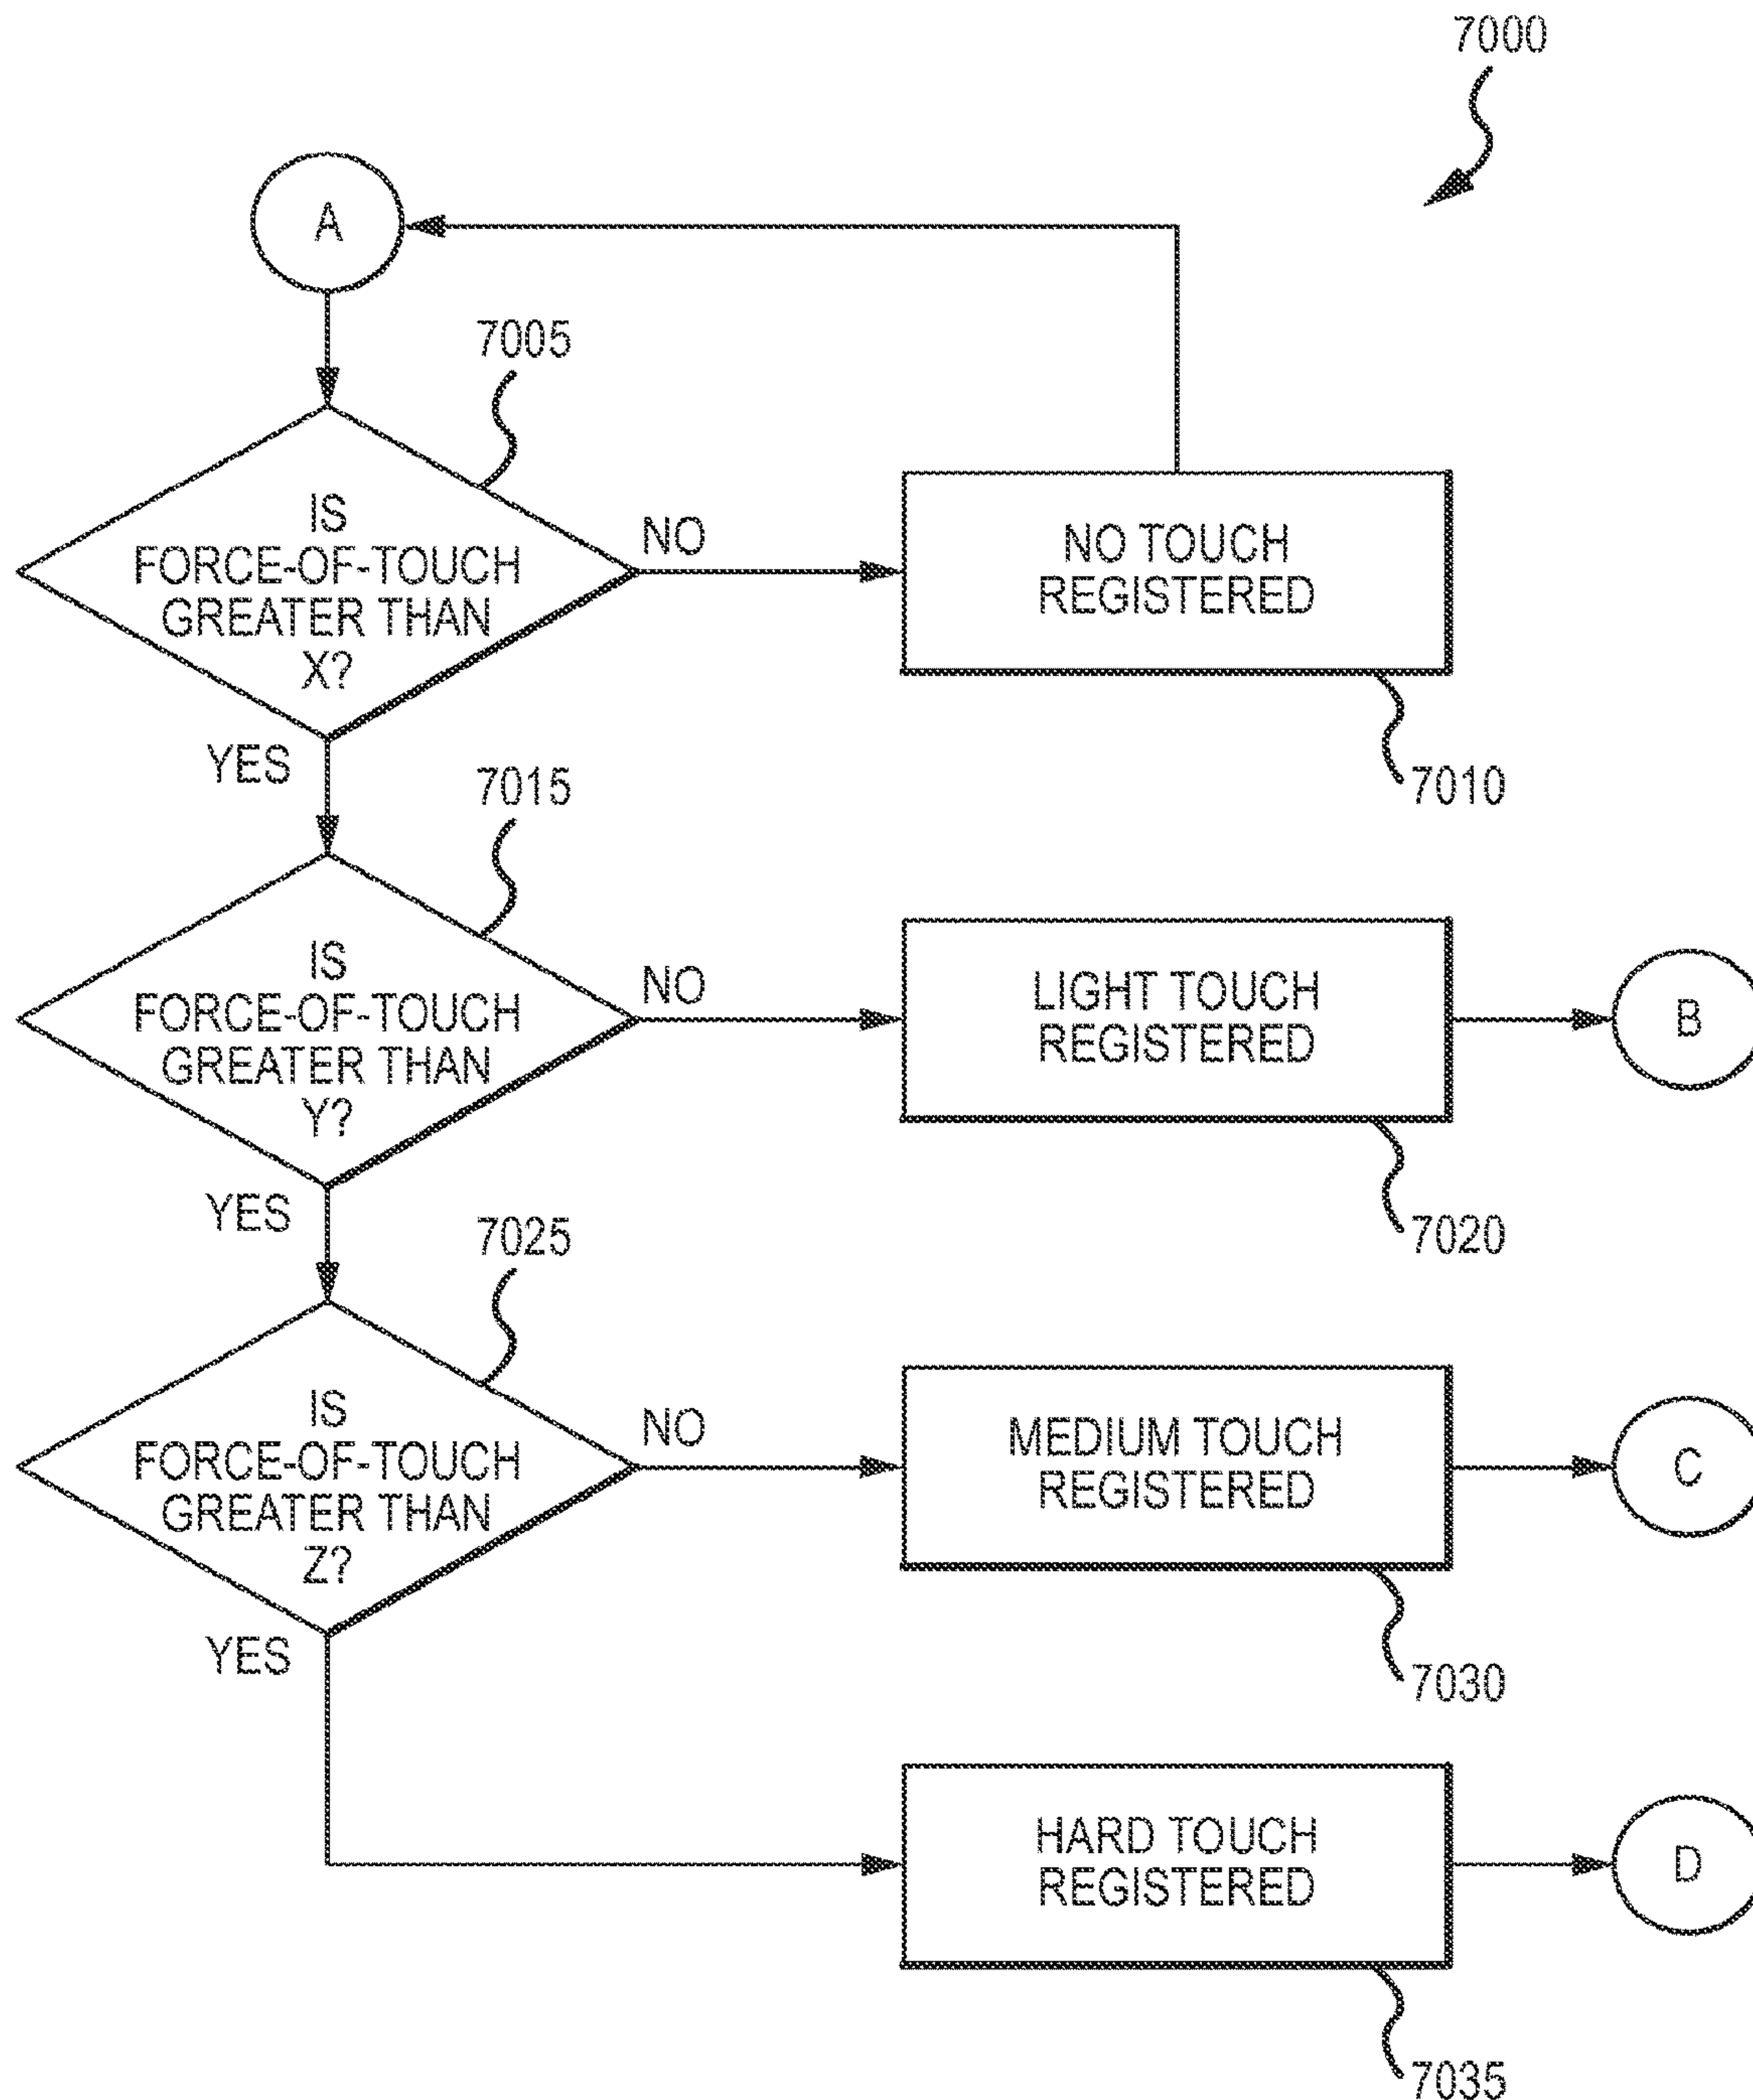 7000
A
7005
IS
FORCE-OF-TOUCH
GREATER THAN
X?
NO
NO TOUCH
REGISTERED
YES
7010
7015
IS
FORCE-OF-TOUCH
GREATER THAN
Y?
NO
LIGHT TOUCH
REGISTERED
B
YES
7020
7025
IS
FORCE-OF-TOUCH
GREATER THAN
Z?
NO
MEDIUM TOUCH
REGISTERED
C
YES
7030
HARD TOUCH
REGISTERED
D
7035